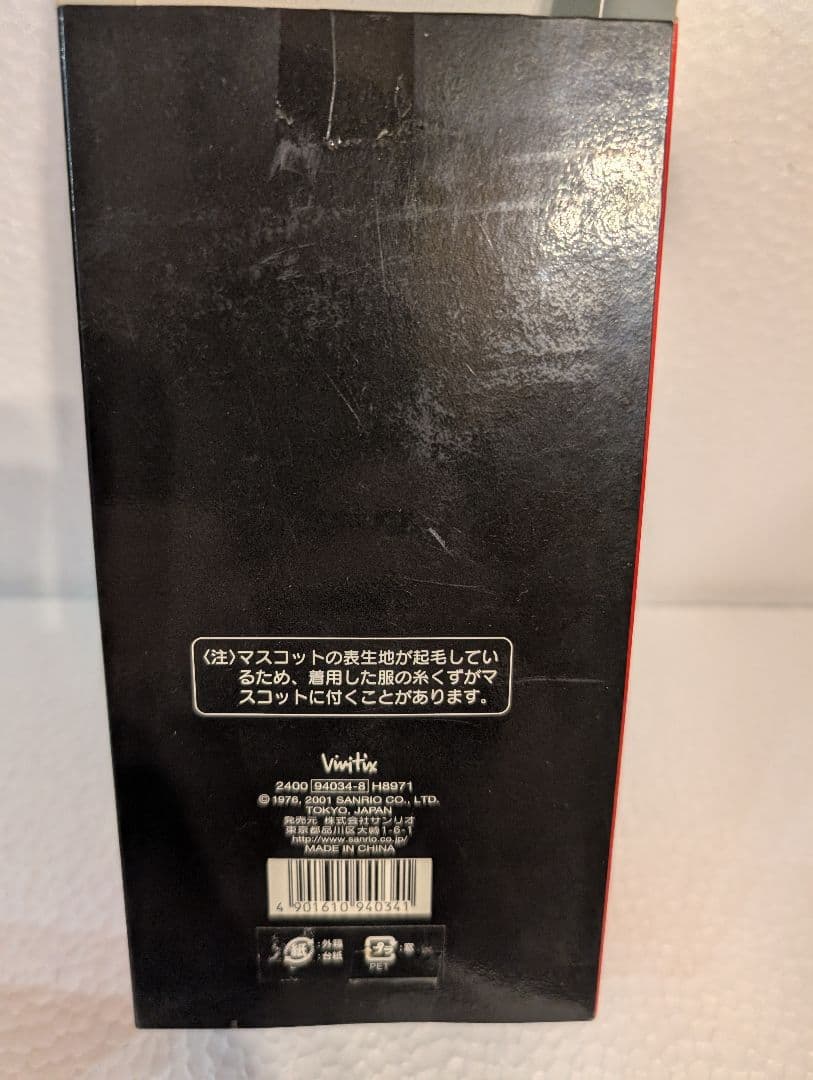 〈注〉マスコットの表生地が起毛してい
るため、着用した服の糸くずがマ
スコットに付くことがあります。
Vivitix
2400 94034-8 H8971
© 1976, 2001 SANRIO CO., LTD.
TOKYO, JAPAN
発売元 株式会社サンリオ
東京都品川区大崎1-6-1
http://www.sanrio.co.jp/
MADE IN CHINA
4 901610 940341
紙 :外箱 プラ :窓
:台紙
PET